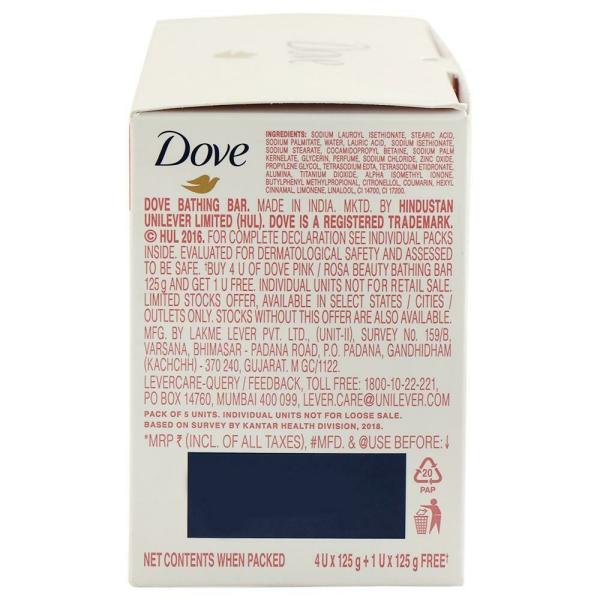 Dove
Dove
INGREDIENTS: SODIUM LAUROYL ISETHIONATE, STEARIC ACID,
SODIUM PALMITATE, WATER, LAURIC ACID, SODIUM ISETHIONATE,
SODIUM STEARATE, COCAMIDOPROPYL BETAINE, SODIUM PALM
KERNELATE, GLYCERIN, PERFUME, SODIUM CHLORIDE, ZINC OXIDE,
PROPYLENE GLYCOL, TETRASODIUM EDTA, TETRASODIUM ETIDRONATE,
ALUMINA, TITANIUM DIOXIDE, ALPHA ISOMETHYL IONONE,
BUTYLPHENYL METHYLPROPIONAL, CITRONELLOL, COUMARIN, HEXYL
CINNAMAL, LIMONENE, LINALOOL, CI 14700, CI 17200.
DOVE BATHING BAR. MADE IN INDIA. MKTD. BY HINDUSTAN
UNILEVER LIMITED (HUL). DOVE IS A REGISTERED TRADEMARK.
© HUL 2016. FOR COMPLETE DECLARATION SEE INDIVIDUAL PACKS
INSIDE. EVALUATED FOR DERMATOLOGICAL SAFETY AND ASSESSED
TO BE SAFE. †BUY 4 U OF DOVE PINK / ROSA BEAUTY BATHING BAR
125 g AND GET 1 U FREE. INDIVIDUAL UNITS NOT FOR RETAIL SALE.
LIMITED STOCKS OFFER, AVAILABLE IN SELECT STATES / CITIES /
OUTLETS ONLY. STOCKS WITHOUT THIS OFFER ARE ALSO AVAILABLE.
MFG. BY LAKME LEVER PVT. LTD., (UNIT-II), SURVEY No. 159/B,
VARSANA, BHIMASAR - PADANA ROAD, P.O. PADANA, GANDHIDHAM
(KACHCHH) - 370 240, GUJARAT. M GC/1122.
LEVERCARE-QUERY / FEEDBACK, TOLL FREE: 1800-10-22-221,
PO BOX 14760, MUMBAI 400 099, LEVER.CARE@UNILEVER.COM
PACK OF 5 UNITS. INDIVIDUAL UNITS NOT FOR LOOSE SALE.
BASED ON SURVEY BY KANTAR HEALTH DIVISION, 2018.
*MRP ₹ (INCL. OF ALL TAXES), #MFD. & @USE BEFORE: ↓
20
PAP
NET CONTENTS WHEN PACKED 4 U x 125 g + 1 U x 125 g FREE†